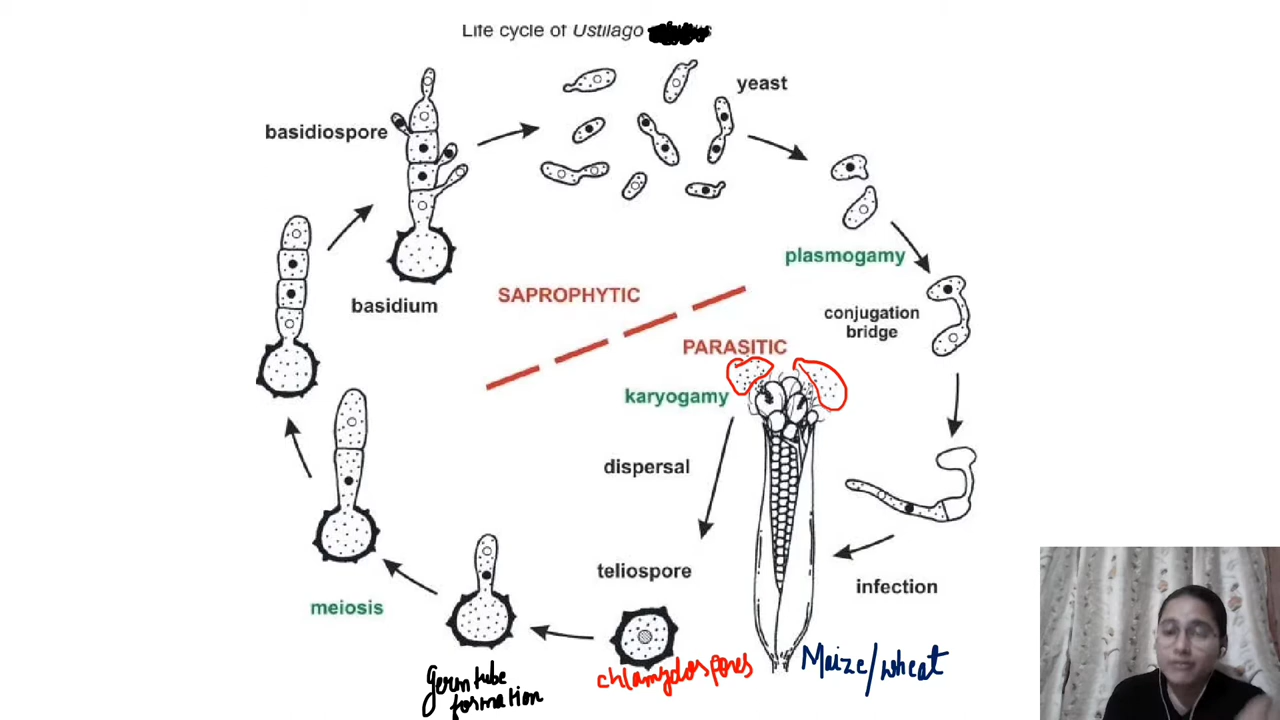 Life cycle of Ustilago
yeast
basidiospore
plasmogamy
basidium
SAPROPHYTIC
conjugation
bridge
PARASITIC
karyogamy
dispersal
teliospore
infection
meiosis
chlamydospores
Maize/wheat
Germ tube
formation